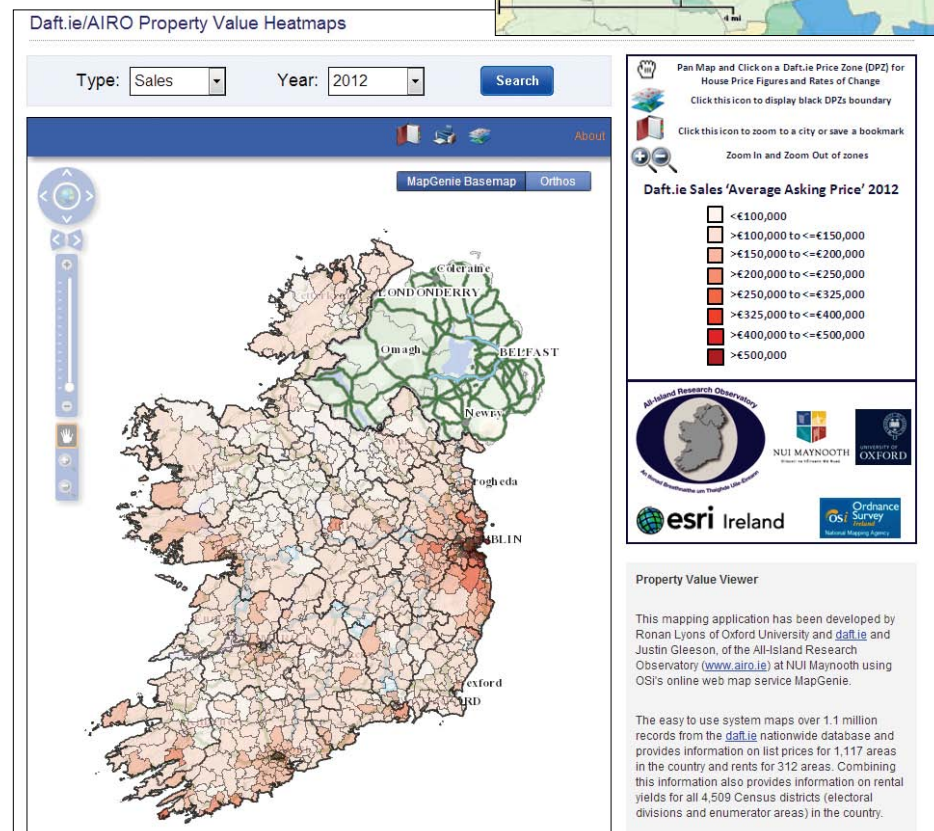 4 mi
Daft.ie/AIRO Property Value Heatmaps
Type: Sales Year: 2012 Search
About
MapGenie Basemap Orthos
Coleraine
LONDONDERRY
Omagh
BELFAST
Newry
rogheda
BLIN
exford
RD
Pan Map and Click on a Daft.ie Price Zone (DPZ) for
House Price Figures and Rates of Change
Click this icon to display black DPZs boundary
Click this icon to zoom to a city or save a bookmark
Zoom In and Zoom Out of zones
Daft.ie Sales 'Average Asking Price' 2012
<€100,000
>€100,000 to <=€150,000
>€150,000 to <=€200,000
>€200,000 to <=€250,000
>€250,000 to <=€325,000
>€325,000 to <=€400,000
>€400,000 to <=€500,000
>€500,000
All-Island Research Observatory
NUI MAYNOOTH
UNIVERSITY OF
OXFORD
esri Ireland
osi Ordnance
Survey
Ireland
National Mapping Agency
Property Value Viewer
This mapping application has been developed by
Ronan Lyons of Oxford University and daft.ie and
Justin Gleeson, of the All-Island Research
Observatory (www.airo.ie) at NUI Maynooth using
OSi's online web map service MapGenie.
The easy to use system maps over 1.1 million
records from the daft.ie nationwide database and
provides information on list prices for 1,117 areas
in the country and rents for 312 areas. Combining
this information also provides information on rental
yields for all 4,509 Census districts (electoral
divisions and enumerator areas) in the country.